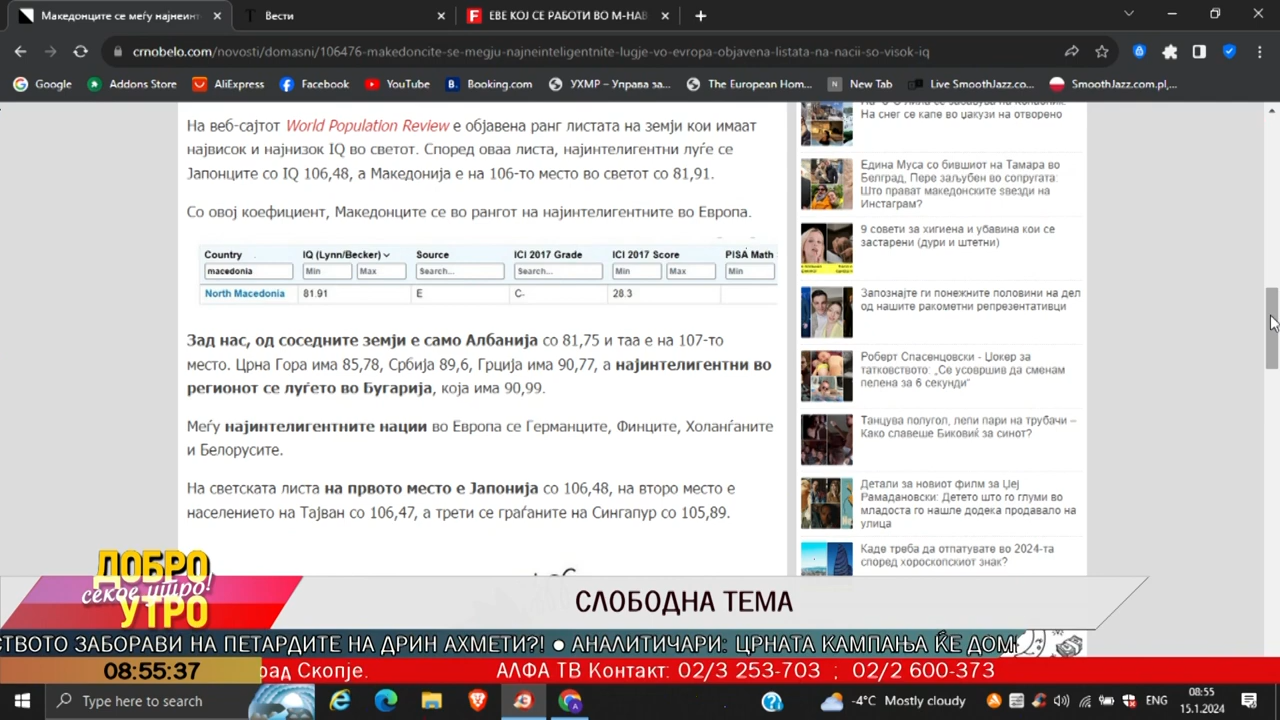 Македонците се меѓу најнеинт
Вести
ЕВЕ КОЈ СЕ РАБОТИ ВО М-НАВ
crnobelo.com/novosti/domasni/106476-makedoncite-se-megju-najneinteligentnite-lugje-vo-evropa-objavena-listata-na-nacii-so-visok-iq
Google Addons Store AliExpress Facebook YouTube Booking.com УХМР – Управа за... The European Hom... New Tab Live SmoothJazz.co... SmoothJazz.com.pl,...
На веб-сајтот World Population Review е објавена ранг листата на земји кои имаат
највисок и најнизок IQ во светот. Според оваа листа, најинтелигентни луѓе се
Јапонците со IQ 106,48, а Македонија е на 106-то место во светот со 81,91.
Со овој коефициент, Македонците се во рангот на најинтелигентните во Европа.
Country IQ (Lynn/Becker) Source ICI 2017 Grade ICI 2017 Score PISA Math
macedonia Min Max Search... Search... Min Max Min
North Macedonia 81.91 E C- 28.3
Зад нас, од соседните земји е само Албанија со 81,75 и таа е на 107-то
место. Црна Гора има 85,78, Србија 89,6, Грција има 90,77, а најинтелигентни во
регионот се луѓето во Бугарија, која има 90,99.
Меѓу најинтелигентните нации во Европа се Германците, Финците, Холанѓаните
и Белорусите.
На светската листа на првото место е Јапонија со 106,48, на второ место е
населението на Тајван со 106,47, а трети се граѓаните на Сингапур со 105,89.
На снег се капе во џакузи на отворено
Едина Муса со бившиот на Тамара во
Белград, Пере заљубен во сопругата:
Што прават македонските ѕвезди на
Инстаграм?
9 совети за хигиена и убавина кои се
застарени (дури и штетни)
Запознајте ги понежните половини на дел
од нашите ракометни репрезентативци
Роберт Спасенцовски - Џокер за
татковството: „Се усовршив да сменам
пелена за 6 секунди“
Танцува полугол, лепи пари на трубачи –
Како славеше Биковиќ за синот?
Детали за новиот филм за Џеј
Рамадановски: Детето што го глуми во
младоста го нашле додека продавало на
улица
Каде треба да отпатувате во 2024-та
според хороскопскиот знак?
ДОБРО
секое утро!
УТРО
СЛОБОДНА ТЕМА
СТВОТО ЗАБОРАВИ НА ПЕТАРДИТЕ НА ДРИН АХМЕТИ?! ● АНАЛИТИЧАРИ: ЦРНАТА КАМПАЊА ЌЕ ДОМ
08:55:37 рад Скопје. АЛФА ТВ Контакт: 02/3 253-703 ; 02/2 600-373
Type here to search
-4°C Mostly cloudy
ENG
08:55
15.1.2024